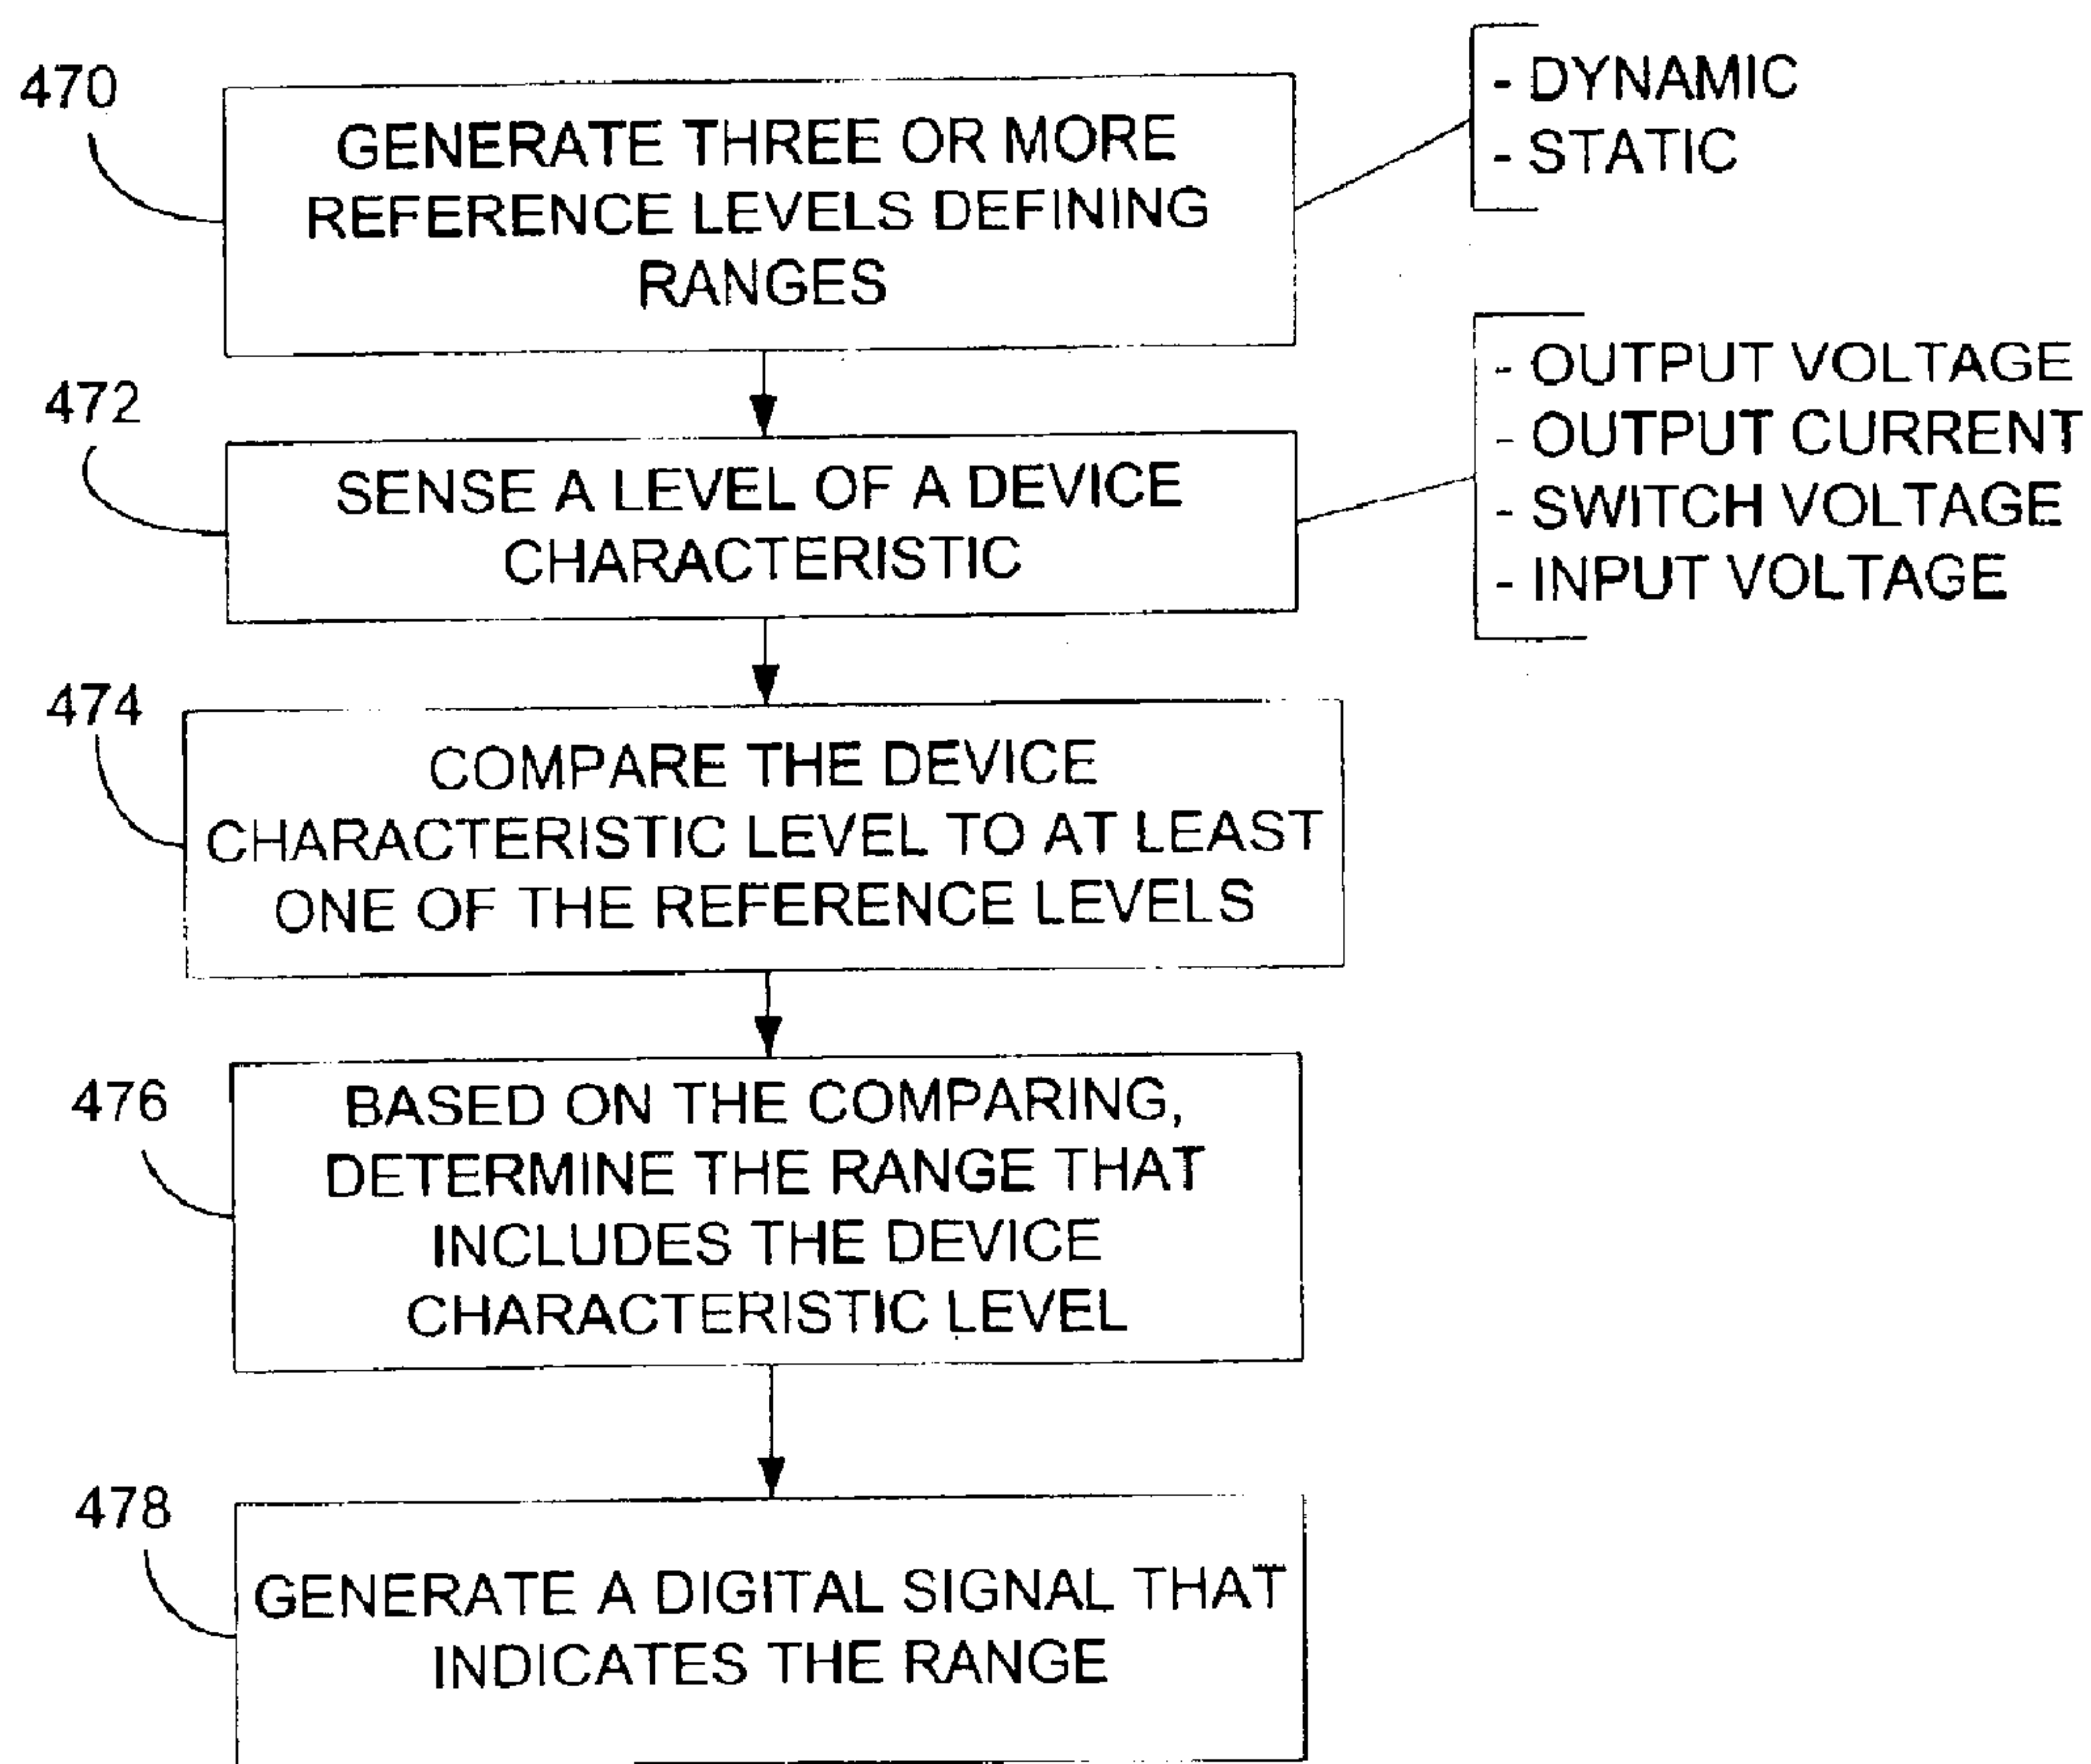 470
GENERATE THREE OR MORE
REFERENCE LEVELS DEFINING
RANGES
- DYNAMIC
- STATIC
472
SENSE A LEVEL OF A DEVICE
CHARACTERISTIC
- OUTPUT VOLTAGE
- OUTPUT CURRENT
- SWITCH VOLTAGE
- INPUT VOLTAGE
474
COMPARE THE DEVICE
CHARACTERISTIC LEVEL TO AT LEAST
ONE OF THE REFERENCE LEVELS
476
BASED ON THE COMPARING,
DETERMINE THE RANGE THAT
INCLUDES THE DEVICE
CHARACTERISTIC LEVEL
478
GENERATE A DIGITAL SIGNAL THAT
INDICATES THE RANGE